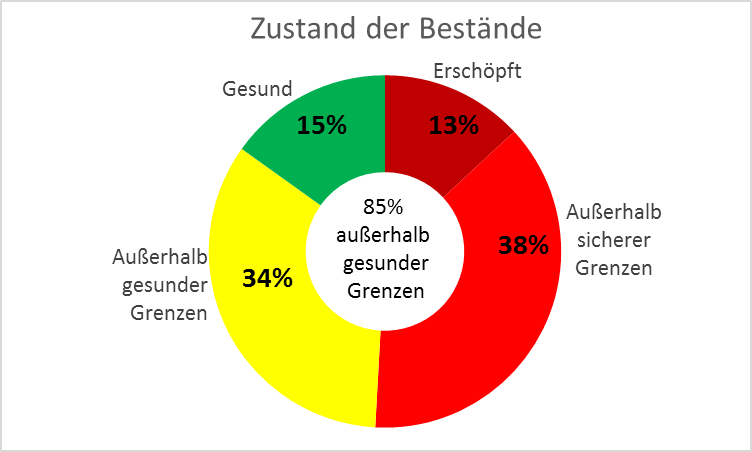 Zustand der Bestände
Erschöpft
13%
Außerhalb
sicherer
Grenzen
38%
Außerhalb
gesunder
Grenzen
34%
Gesund
15%
85%
außerhalb
gesunder
Grenzen